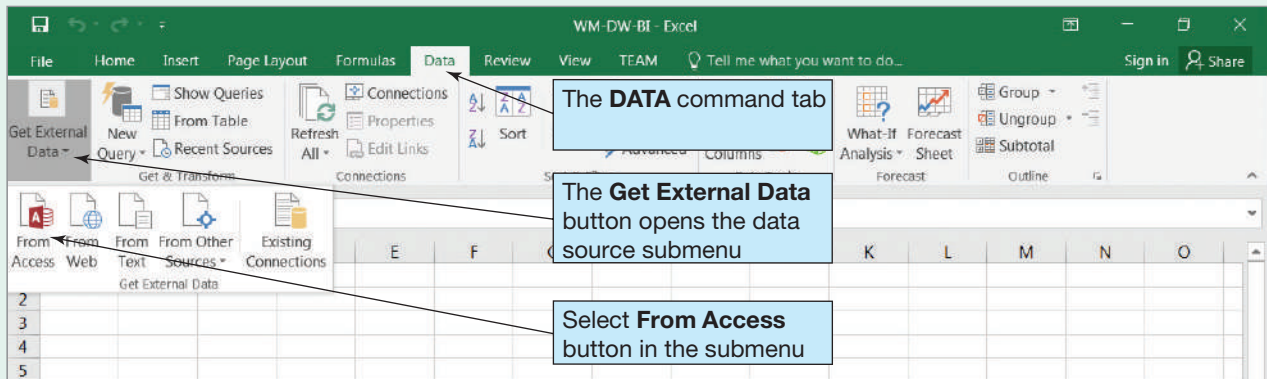 WM-DW-BI - Excel
File Home Insert Page Layout Formulas Data Review View TEAM Tell me what you want to do... Sign in Share
Get External Data
New Query
Show Queries
From Table
Recent Sources
Get & Transform
Refresh All
Connections
Properties
Edit Links
Connections
Sort
Advanced
Columns
What-If Analysis
Forecast Sheet
Forecast
Group
Ungroup
Subtotal
Outline
The DATA command tab
The Get External Data
button opens the data
source submenu
From Access
From Web
From Text
From Other Sources
Existing Connections
Get External Data
E F K L M N O
2
3
4
5
Select From Access
button in the submenu